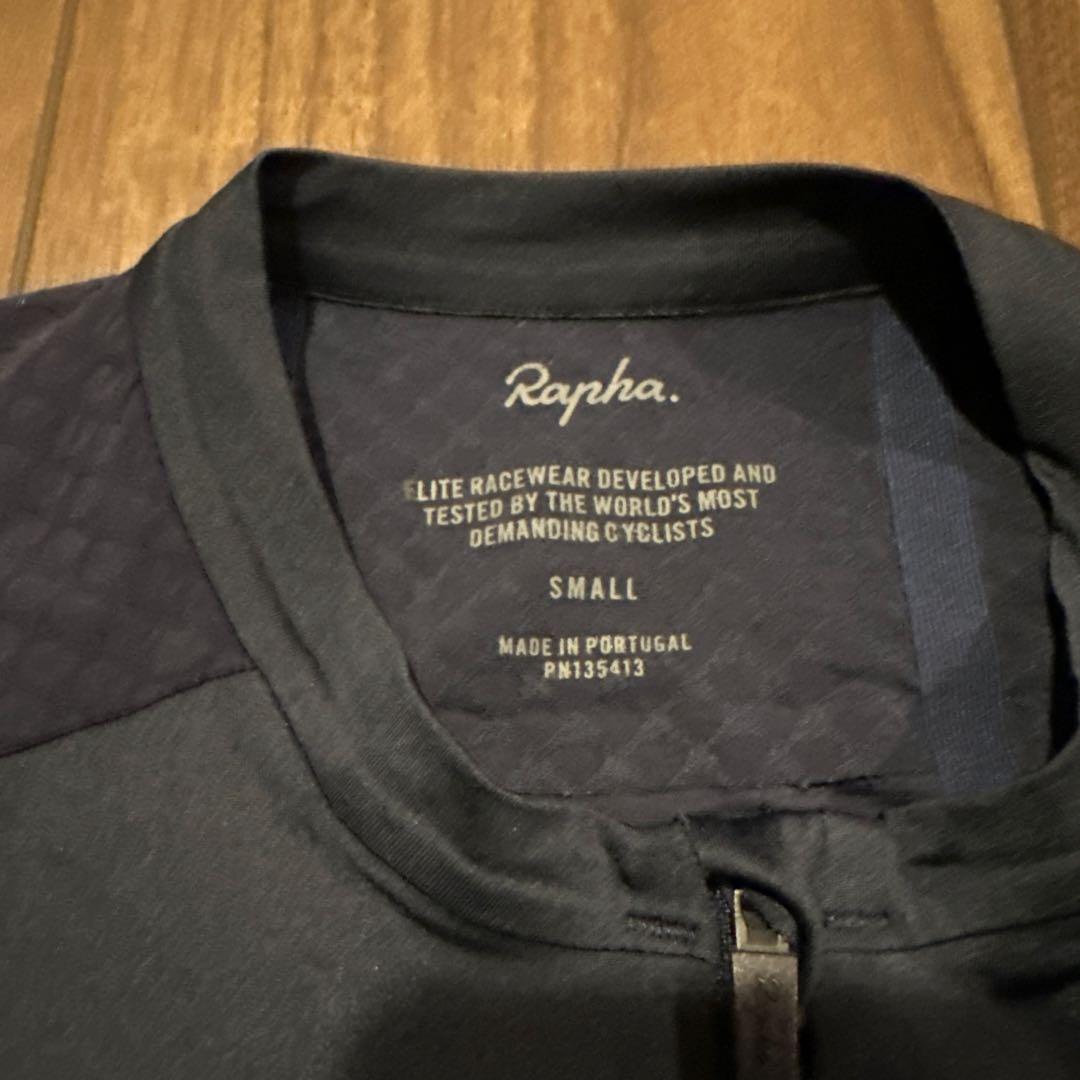 Rapha.
ELITE RACEWEAR DEVELOPED AND
TESTED BY THE WORLD'S MOST
DEMANDING CYCLISTS
SMALL
MADE IN PORTUGAL
PN135413